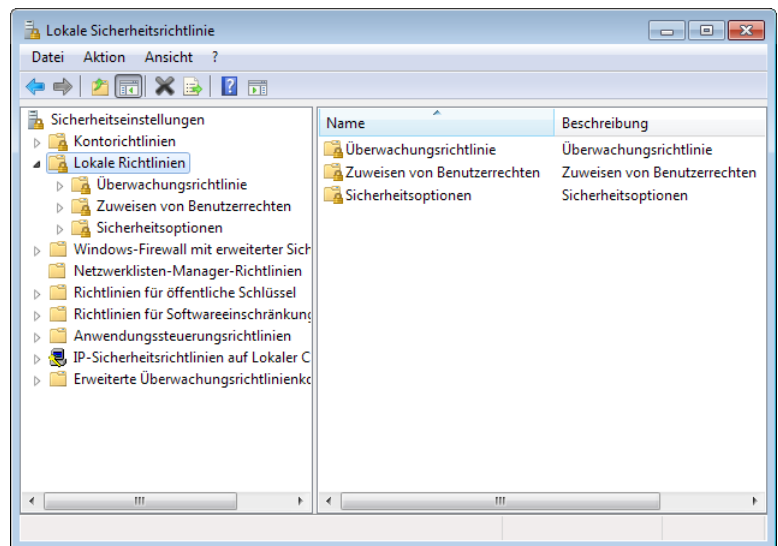 Lokale Sicherheitsrichtlinie
Datei Aktion Ansicht ?
Sicherheitseinstellungen
Kontorichtlinien
Lokale Richtlinien
Überwachungsrichtlinie
Zuweisen von Benutzerrechten
Sicherheitsoptionen
Windows-Firewall mit erweiterter Sich
Netzwerklisten-Manager-Richtlinien
Richtlinien für öffentliche Schlüssel
Richtlinien für Softwareeinschränkung
Anwendungssteuerungsrichtlinien
IP-Sicherheitsrichtlinien auf Lokaler C
Erweiterte Überwachungsrichtlinienko
Name Beschreibung
Überwachungsrichtlinie Überwachungsrichtlinie
Zuweisen von Benutzerrechten Zuweisen von Benutzerrechten
Sicherheitsoptionen Sicherheitsoptionen